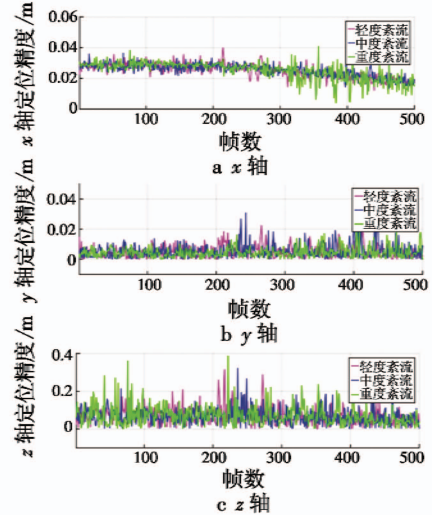 x 轴定位精度/m
0.06
0.04
0.02
0
轻度紊流
中度紊流
重度紊流
100 200 300 400 500
帧数
a x 轴
y 轴定位精度/m
0.04
0.02
0
轻度紊流
中度紊流
重度紊流
0 100 200 300 400 500
帧数
b y 轴
z 轴定位精度/m
0.4
0.2
0
轻度紊流
中度紊流
重度紊流
100 200 300 400 500
帧数
c z 轴